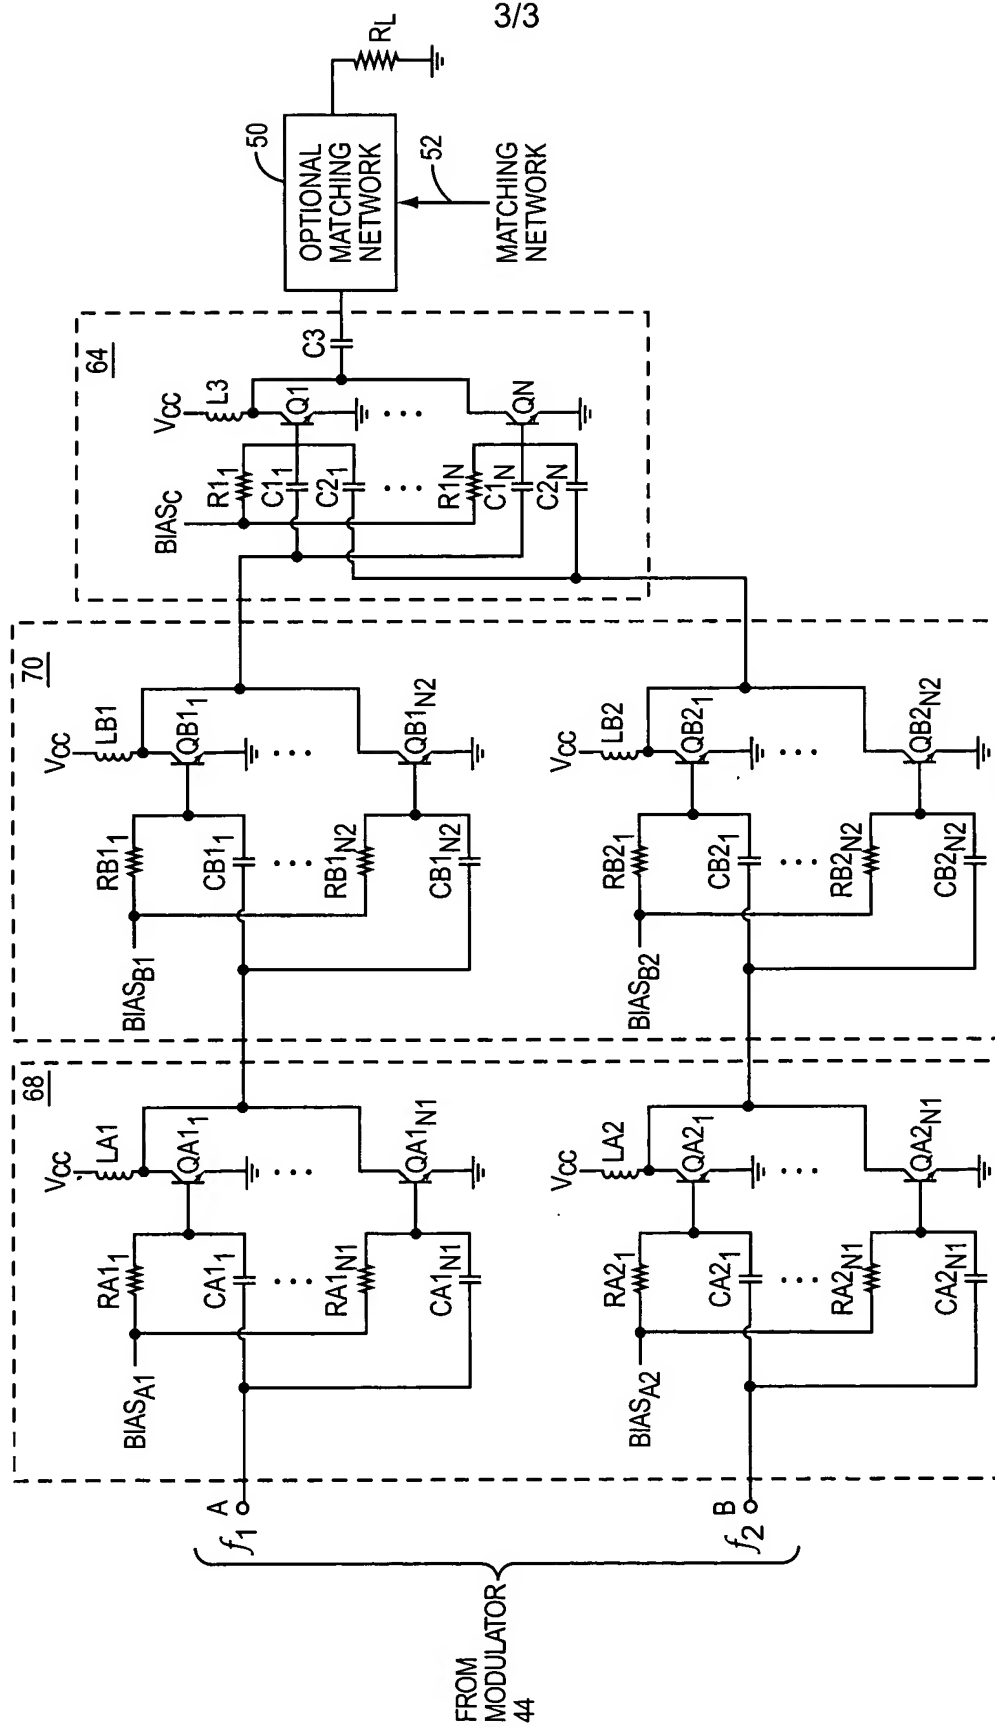 3/3
FROM
MODULATOR
44
f1
A
f2
B
68
BIASA1
RA11
CA11
VCC
LA1
QA11
...
RA1N1
CA1N1
QA1N1
BIASA2
RA21
CA21
VCC
LA2
QA21
...
RA2N1
CA2N1
QA2N1
70
BIASB1
RB11
CB11
VCC
LB1
QB11
...
RB1N2
CB1N2
QB1N2
BIASB2
RB21
CB21
VCC
LB2
QB21
...
RB2N2
CB2N2
QB2N2
64
BIASC
R11
C11
C21
VCC
L3
Q1
...
R1N
C1N
C2N
QN
C3
50
OPTIONAL
MATCHING
NETWORK
52
MATCHING
NETWORK
RL